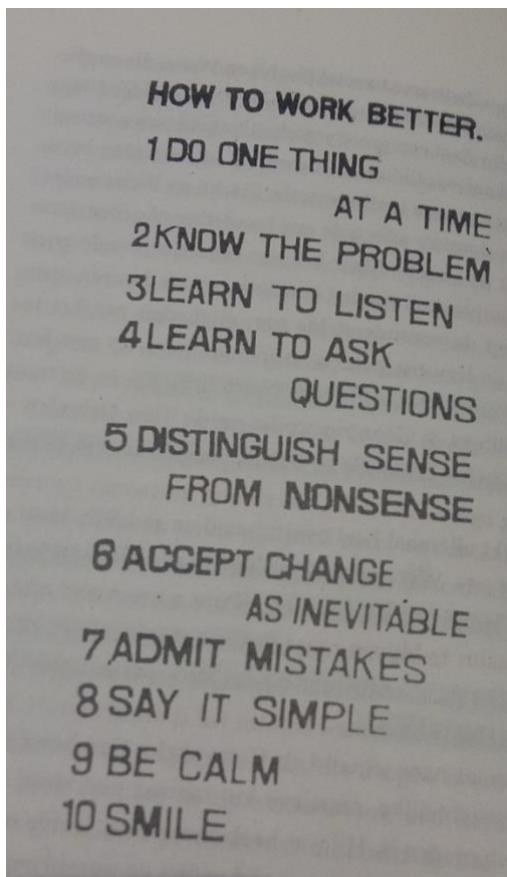 HOW TO WORK BETTER.
1 DO ONE THING
AT A TIME
2 KNOW THE PROBLEM
3 LEARN TO LISTEN
4 LEARN TO ASK
QUESTIONS
5 DISTINGUISH SENSE
FROM NONSENSE
6 ACCEPT CHANGE
AS INEVITABLE
7 ADMIT MISTAKES
8 SAY IT SIMPLE
9 BE CALM
10 SMILE